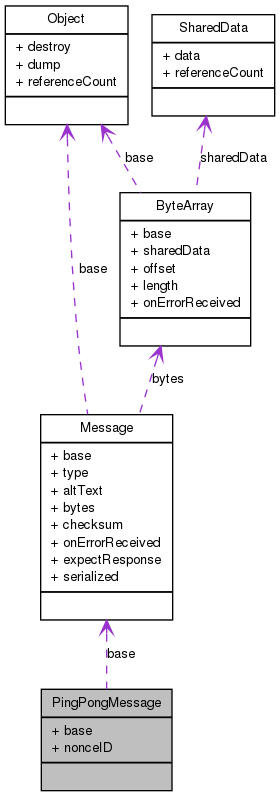 Object
+ destroy
+ dump
+ referenceCount
SharedData
+ data
+ referenceCount
base
sharedData
ByteArray
+ base
+ sharedData
+ offset
+ length
+ onErrorReceived
base
bytes
Message
+ base
+ type
+ altText
+ bytes
+ checksum
+ onErrorReceived
+ expectResponse
+ serialized
base
PingPongMessage
+ base
+ nonceID